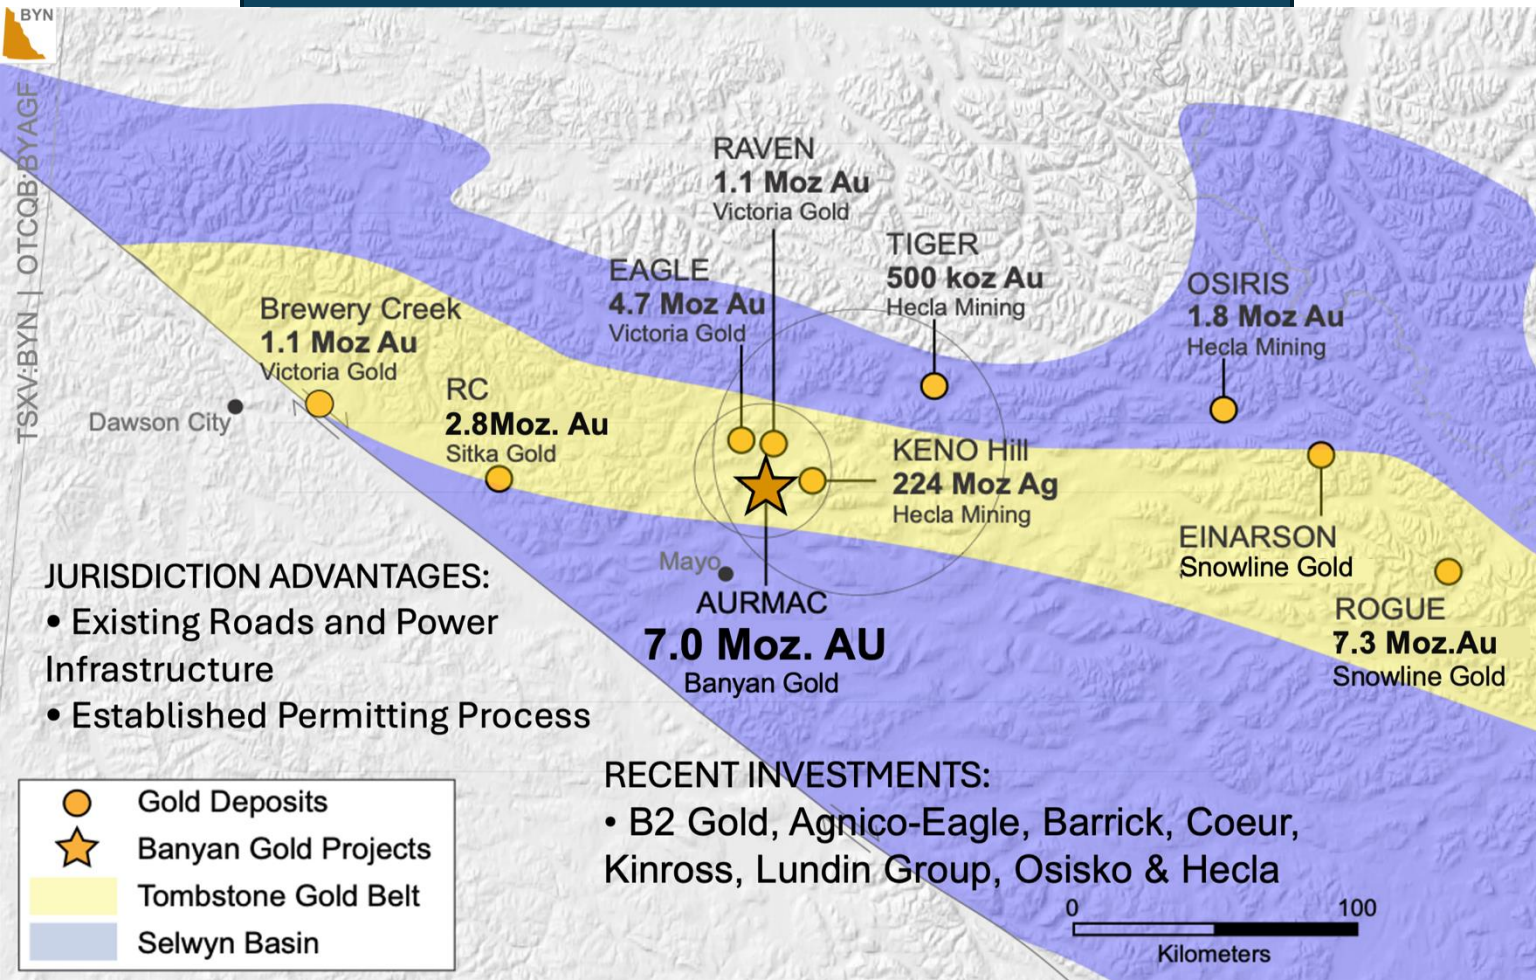 BYN
TSXV:BYN | OTCQB:BYAGF
RAVEN
1.1 Moz Au
Victoria Gold
TIGER
500 koz Au
Hecla Mining
EAGLE
4.7 Moz Au
Victoria Gold
OSIRIS
1.8 Moz Au
Hecla Mining
Brewery Creek
1.1 Moz Au
Victoria Gold
RC
2.8Moz. Au
Sitka Gold
Dawson City
KENO Hill
224 Moz Ag
Hecla Mining
EINARSON
Snowline Gold
Mayo
AURMAC
7.0 Moz. AU
Banyan Gold
ROGUE
7.3 Moz.Au
Snowline Gold
JURISDICTION ADVANTAGES:
• Existing Roads and Power
Infrastructure
• Established Permitting Process
RECENT INVESTMENTS:
• B2 Gold, Agnico-Eagle, Barrick, Coeur,
Kinross, Lundin Group, Osisko & Hecla
Gold Deposits
Banyan Gold Projects
Tombstone Gold Belt
Selwyn Basin
0 100
Kilometers